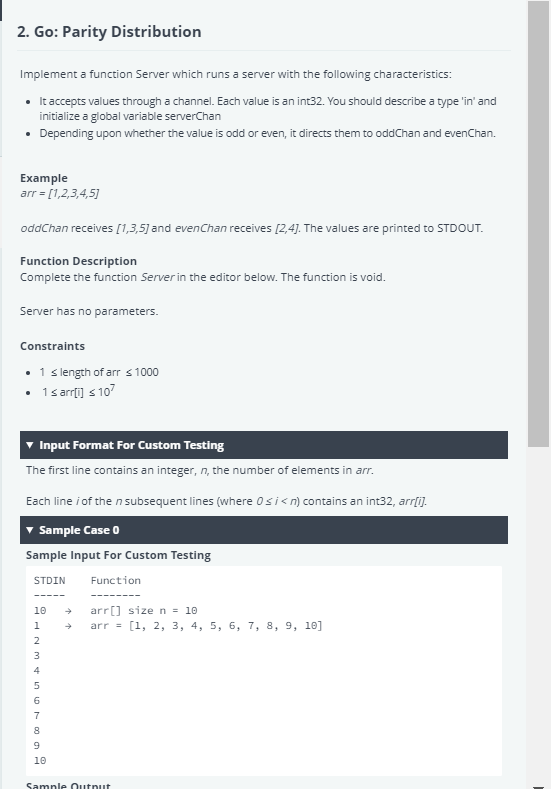 2. Go: Parity Distribution
Implement a function Server which runs a server with the following characteristics:
• It accepts values through a channel. Each value is an int32. You should describe a type 'in' and
initialize a global variable serverChan
• Depending upon whether the value is odd or even, it directs them to oddChan and evenChan.
Example
arr = [1,2,3,4,5]
oddChan receives [1,3,5] and evenChan receives [2,4]. The values are printed to STDOUT.
Function Description
Complete the function Server in the editor below. The function is void.
Server has no parameters.
Constraints
• 1 ≤ length of arr ≤ 1000
• 1 ≤ arr[i] ≤ 10⁷
▼ Input Format For Custom Testing
The first line contains an integer, n, the number of elements in arr.
Each line i of the n subsequent lines (where 0 ≤ i < n) contains an int32, arr[i].
▼ Sample Case 0
Sample Input For Custom Testing
STDIN Function
----- --------
10 → arr[] size n = 10
1 → arr = [1, 2, 3, 4, 5, 6, 7, 8, 9, 10]
2
3
4
5
6
7
8
9
10
Sample Output